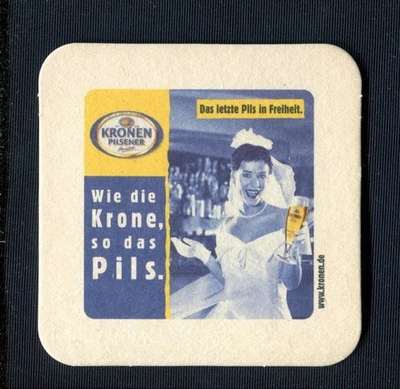 KRONEN
PILSENER
Das letzte Pils in Freiheit.
Wie die
Krone,
so das
Pils.
www.kronen.de